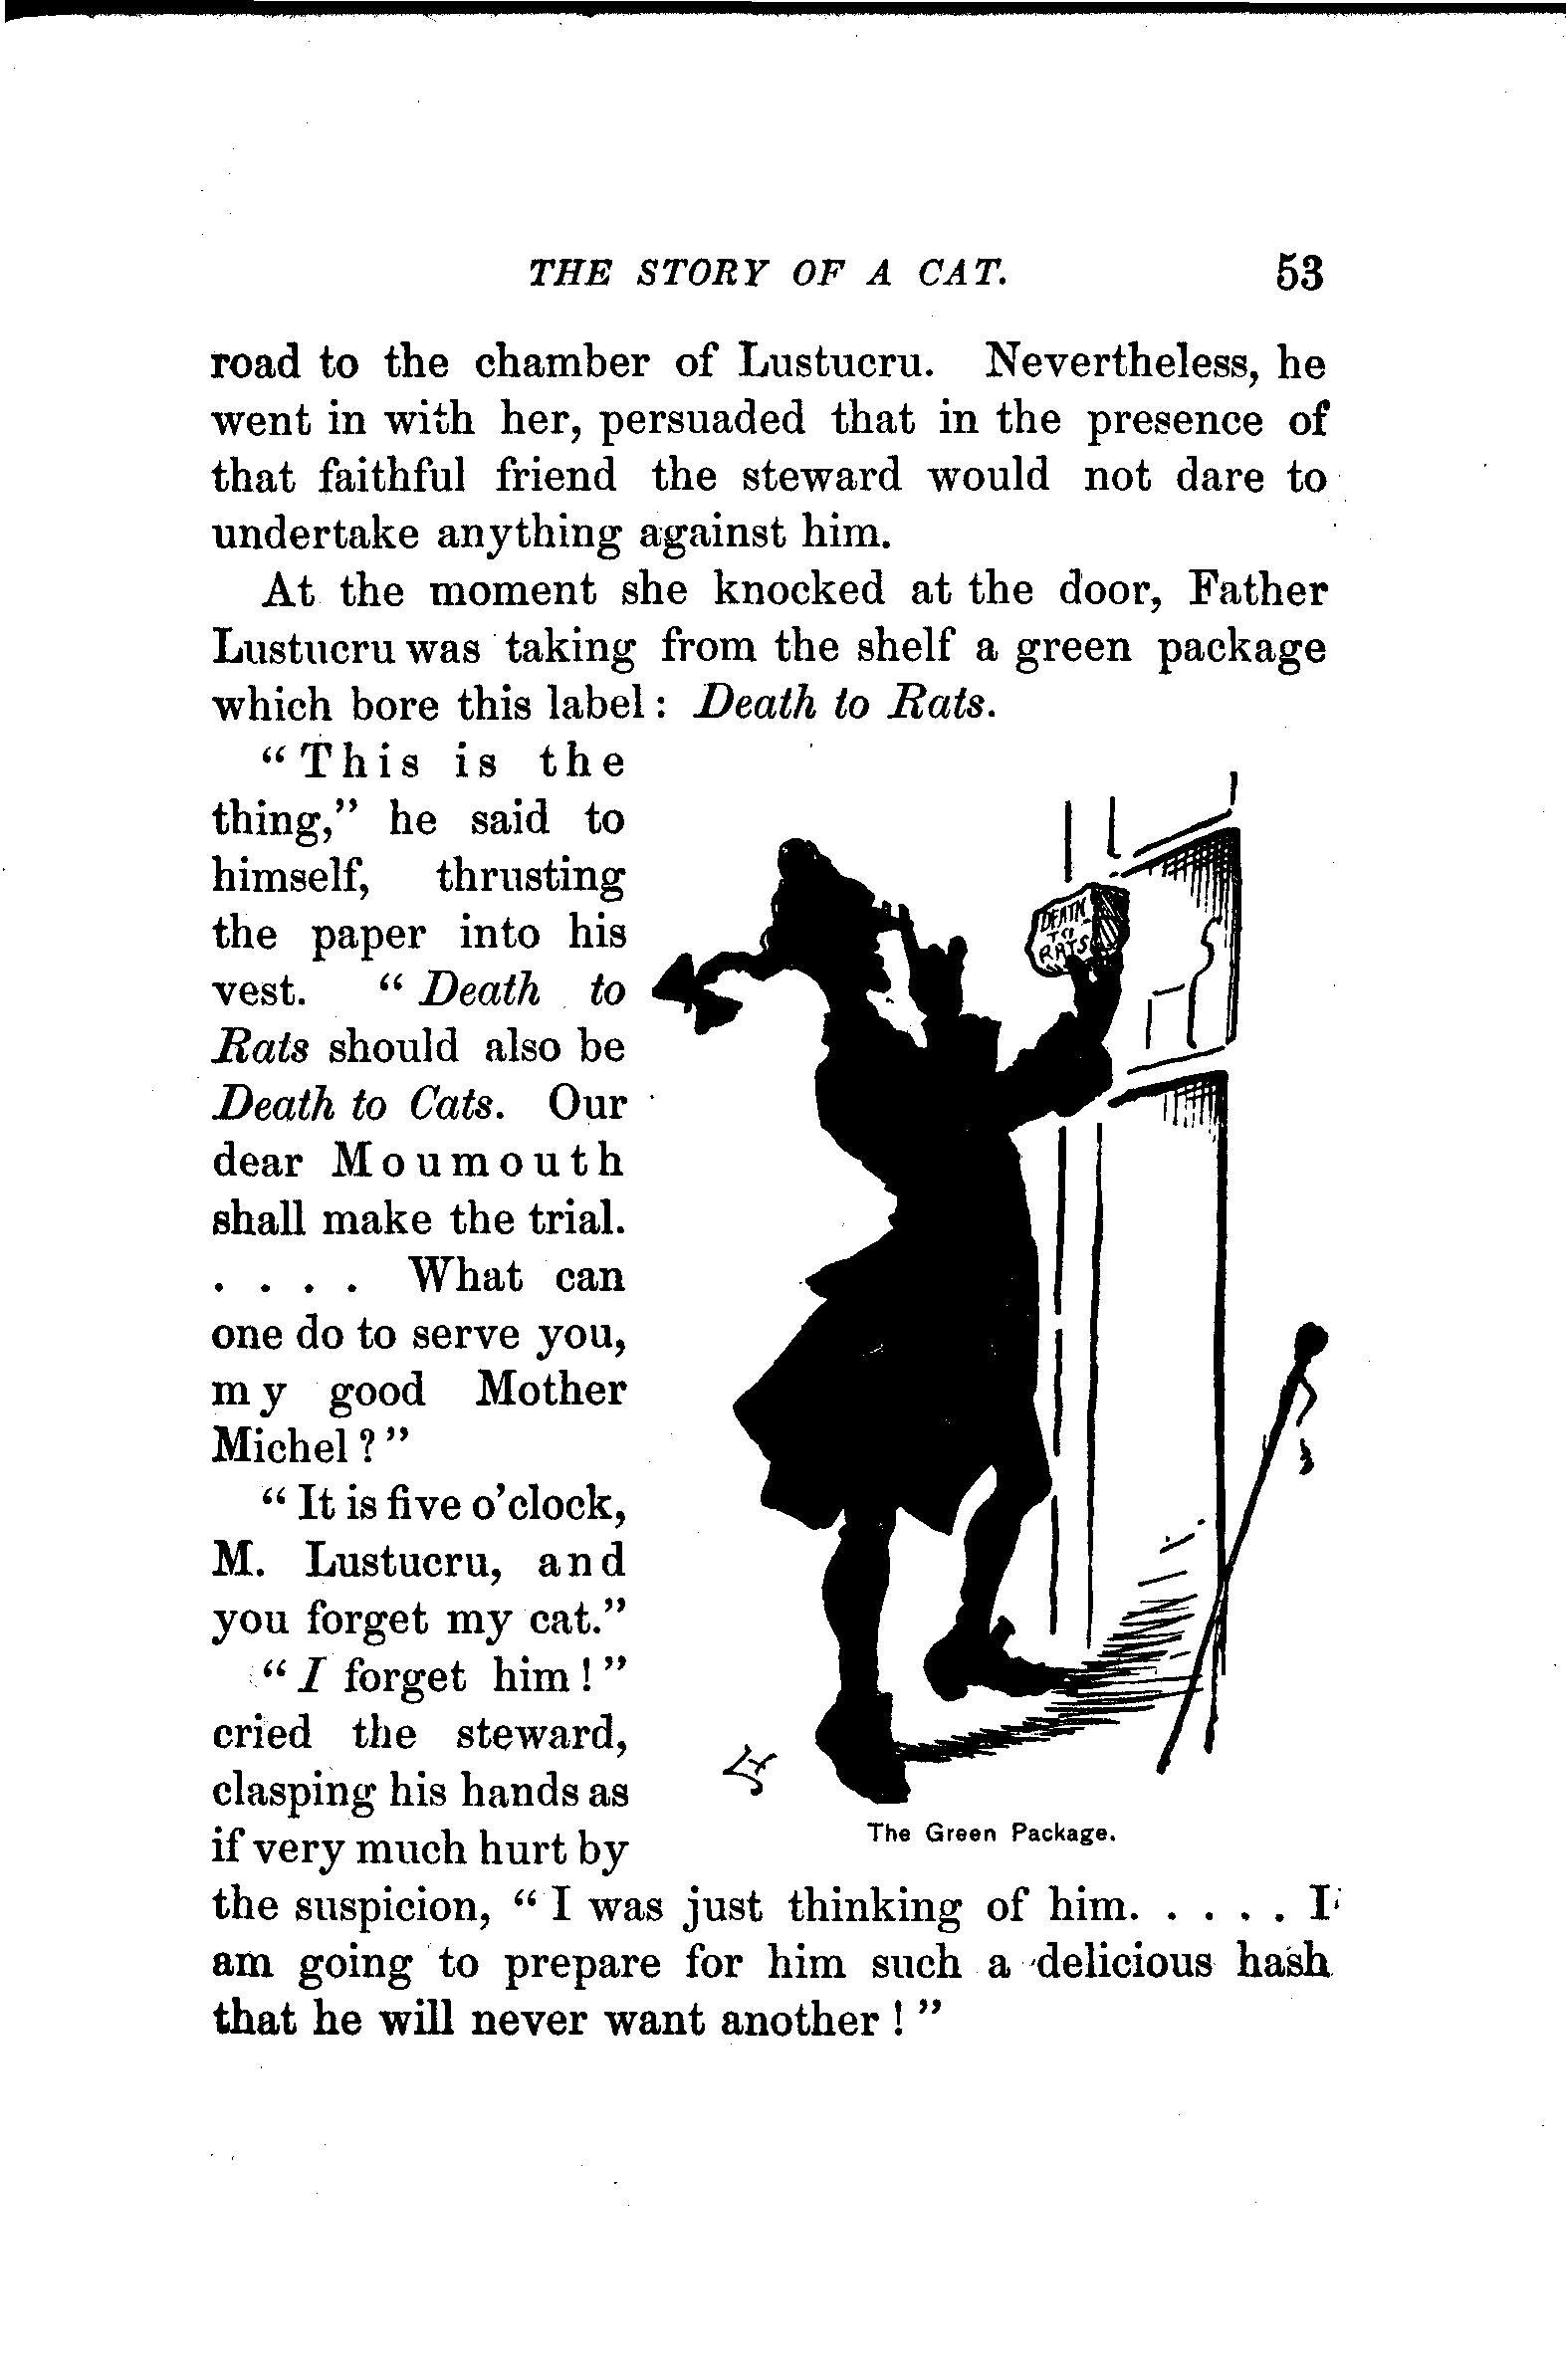 THE STORY OF A CAT. 53
road to the chamber of Lustucru. Nevertheless, he
went in with her, persuaded that in the presence of
that faithful friend the steward would not dare to
undertake anything against him.
At the moment she knocked at the door, Father
Lustucru was taking from the shelf a green package
which bore this label: Death to Rats.
"This is the
thing," he said to
himself, thrusting
the paper into his
vest. "Death to
Rats should also be
Death to Cats. Our
dear Moumouth
shall make the trial.
. . . . What can
one do to serve you,
my good Mother
Michel?"
"It is five o'clock,
M. Lustucru, and
you forget my cat."
"I forget him!"
cried the steward,
clasping his hands as
if very much hurt by
DEATH
TO
RATS
The Green Package.
the suspicion, "I was just thinking of him. . . . . I
am going to prepare for him such a delicious hash
that he will never want another!"